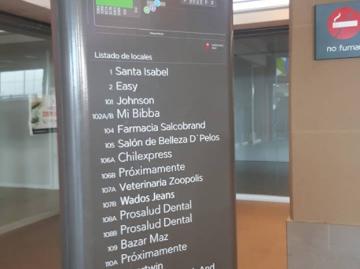 Listado de locales
1 Santa Isabel
2 Easy
101 Johnson
102A/B Mi Bibba
104 Farmacia Salcobrand
105 Salón de Belleza D`Pelos
106A Chilexpress
106B Próximamente
107A Veterinaria Zoopolis
107B Wados Jeans
108A Prosalud Dental
108B Prosalud Dental
109 Bazar Maz
110A Próximamente
And
no fumar